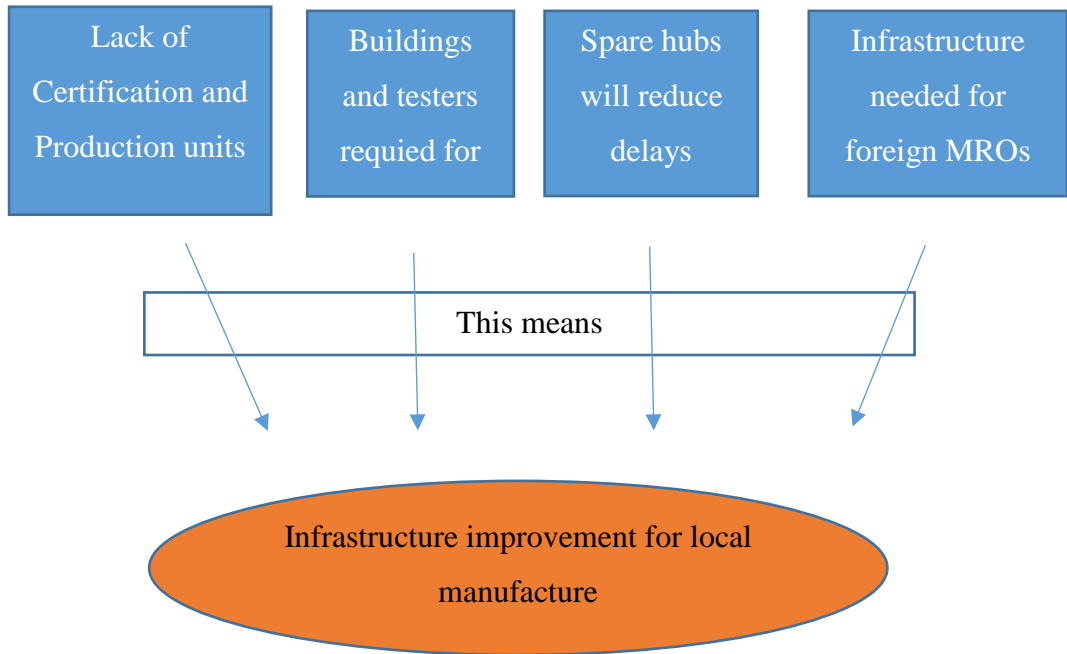 Lack of
Certification and
Production units
Buildings
and testers
requied for
Spare hubs
will reduce
delays
Infrastructure
needed for
foreign MROs
This means
Infrastructure improvement for local
manufacture